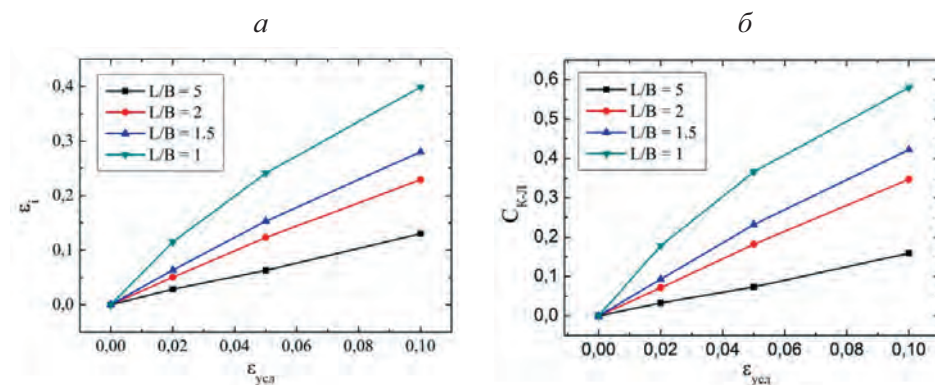 а
б
0,4
0,3
0,2
0,1
0,0
εi
L/B = 5
L/B = 2
L/B = 1.5
L/B = 1
0,00 0,02 0,04 0,06 0,08 0,10
εусл
0,6
0,5
0,4
0,3
0,2
0,1
0,0
CК-Л
L/B = 5
L/B = 2
L/B = 1.5
L/B = 1
0,00 0,02 0,04 0,06 0,08 0,10
εусл